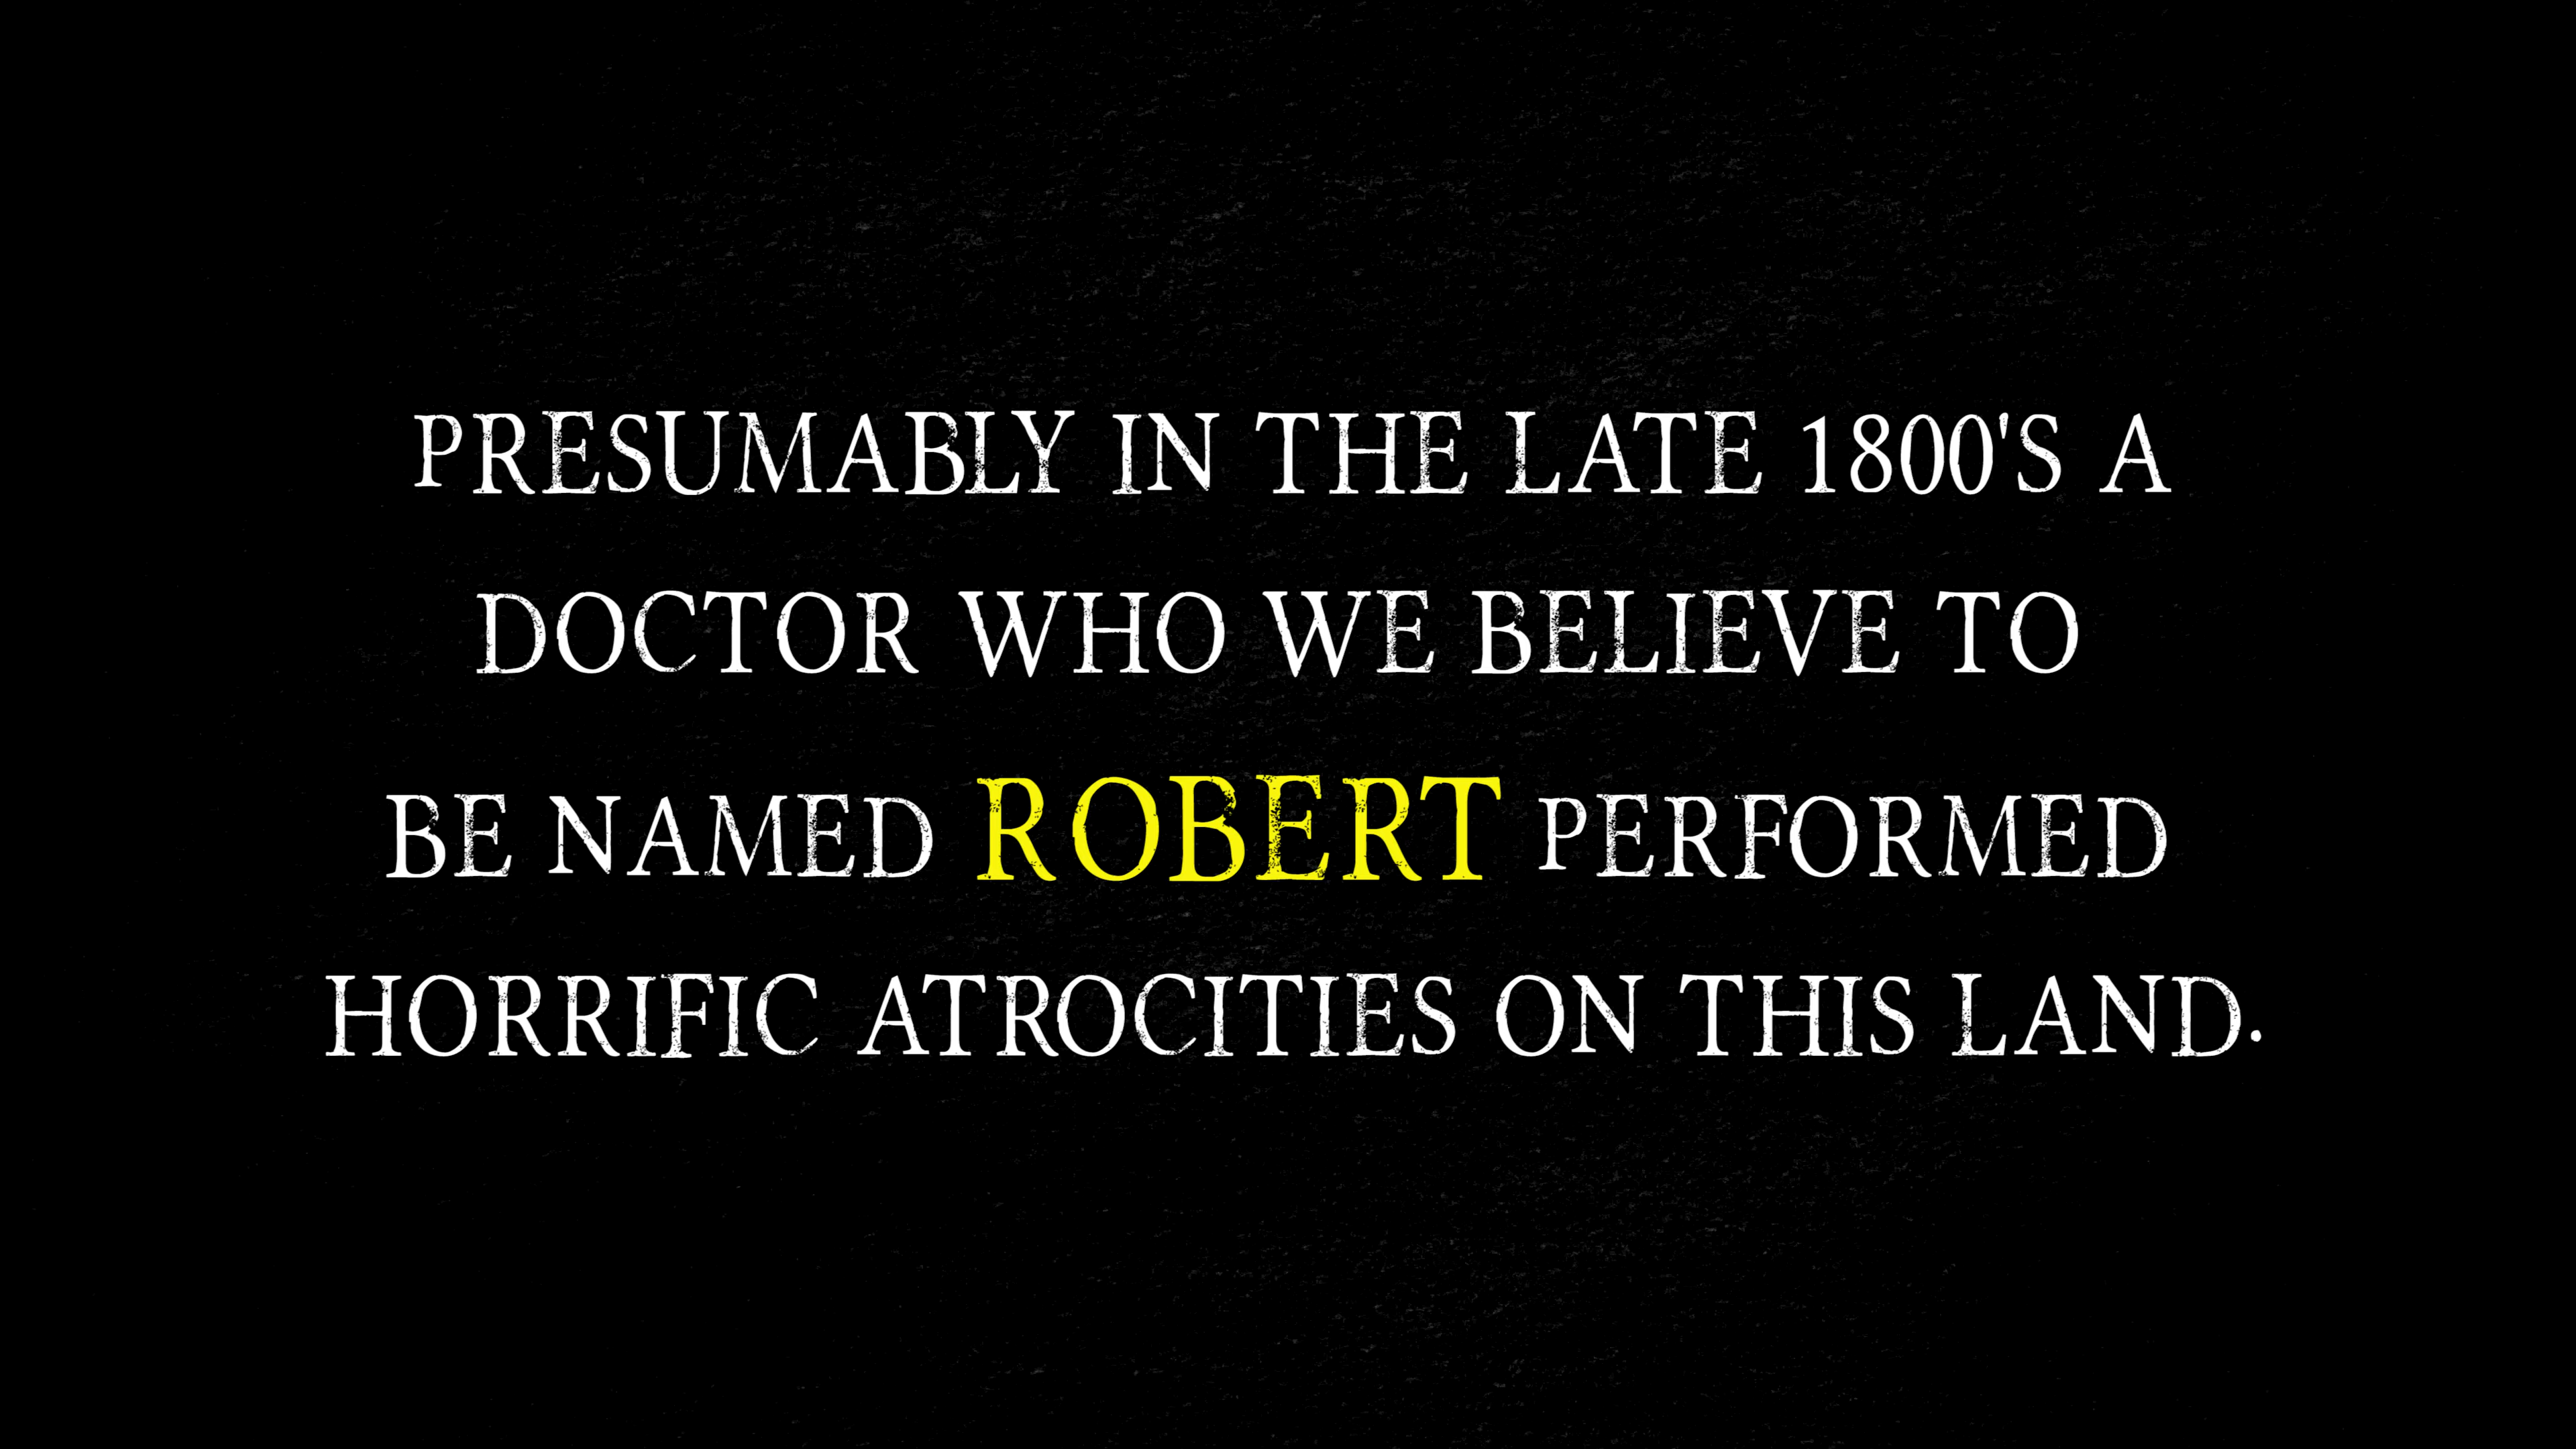 PRESUMABLY IN THE LATE 1800'S A
DOCTOR WHO WE BELIEVE TO
BE NAMED ROBERT PERFORMED
HORRIFIC ATROCITIES ON THIS LAND.